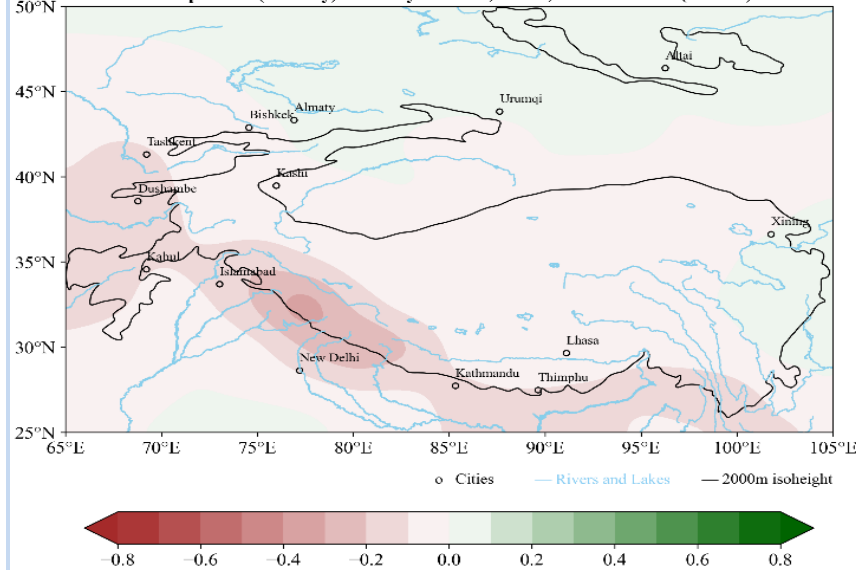 50°N
Altai
45°N
Urumqi
Bishkek Almaty
Tashkent
40°N
Kashi
Dushambe
Xining
35°N
Kabul
Islamabad
30°N
Lhasa
New Delhi
Kathmandu Thimphu
25°N
65°E 70°E 75°E 80°E 85°E 90°E 95°E 100°E 105°E
Cities Rivers and Lakes 2000m isoheight
−0.8 −0.6 −0.4 −0.2 0.0 0.2 0.4 0.6 0.8